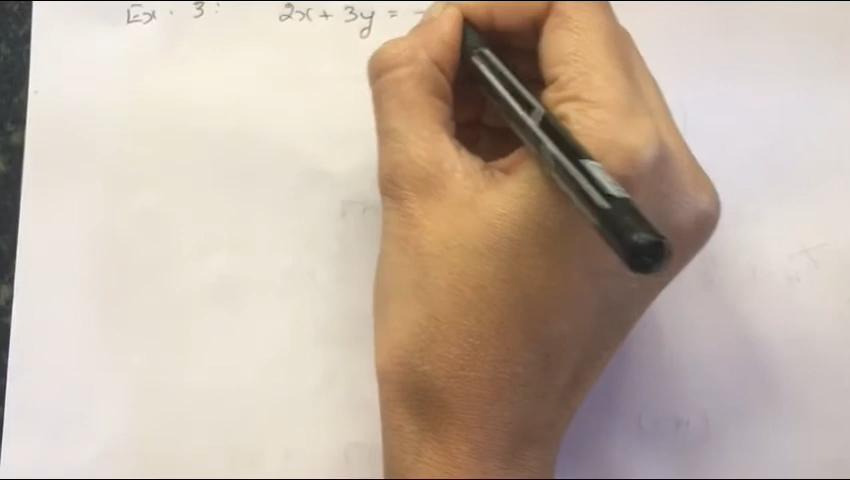 Ex. 3: 2x + 3y = -